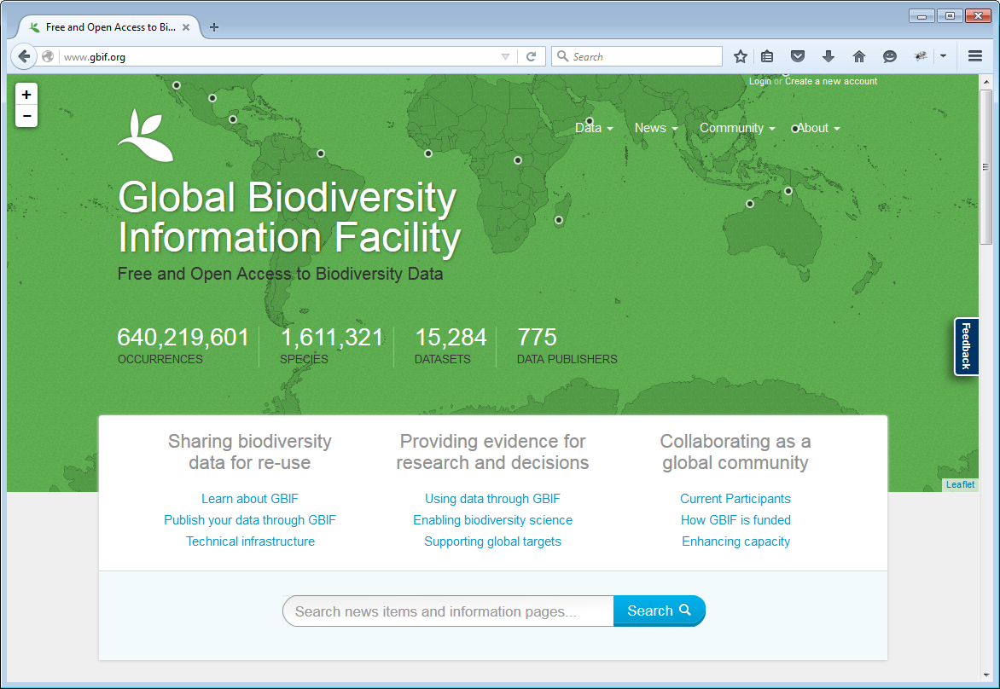 Free and Open Access to Bi...
www.gbif.org
Search
+
−
Login or Create a new account
Data
News
Community
About
Global Biodiversity
Information Facility
Free and Open Access to Biodiversity Data
640,219,601
OCCURRENCES
1,611,321
SPECIES
15,284
DATASETS
775
DATA PUBLISHERS
Feedback
Leaflet
Sharing biodiversity
data for re-use
Learn about GBIF
Publish your data through GBIF
Technical infrastructure
Providing evidence for
research and decisions
Using data through GBIF
Enabling biodiversity science
Supporting global targets
Collaborating as a
global community
Current Participants
How GBIF is funded
Enhancing capacity
Search news items and information pages...
Search